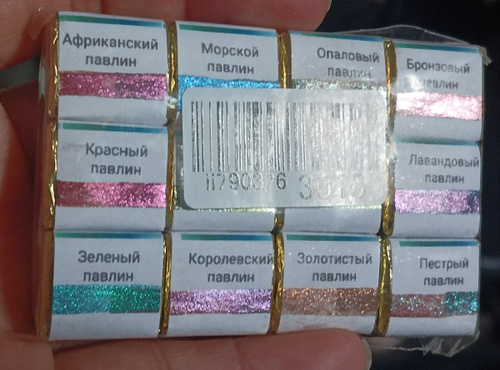 Африканский
павлин
Морской
павлин
Опаловый
павлин
Бронзовый
павлин
Красный
павлин
ii790876
Лавандовый
павлин
Зеленый
павлин
Королевский
павлин
Золотистый
павлин
Пестрый
павлин